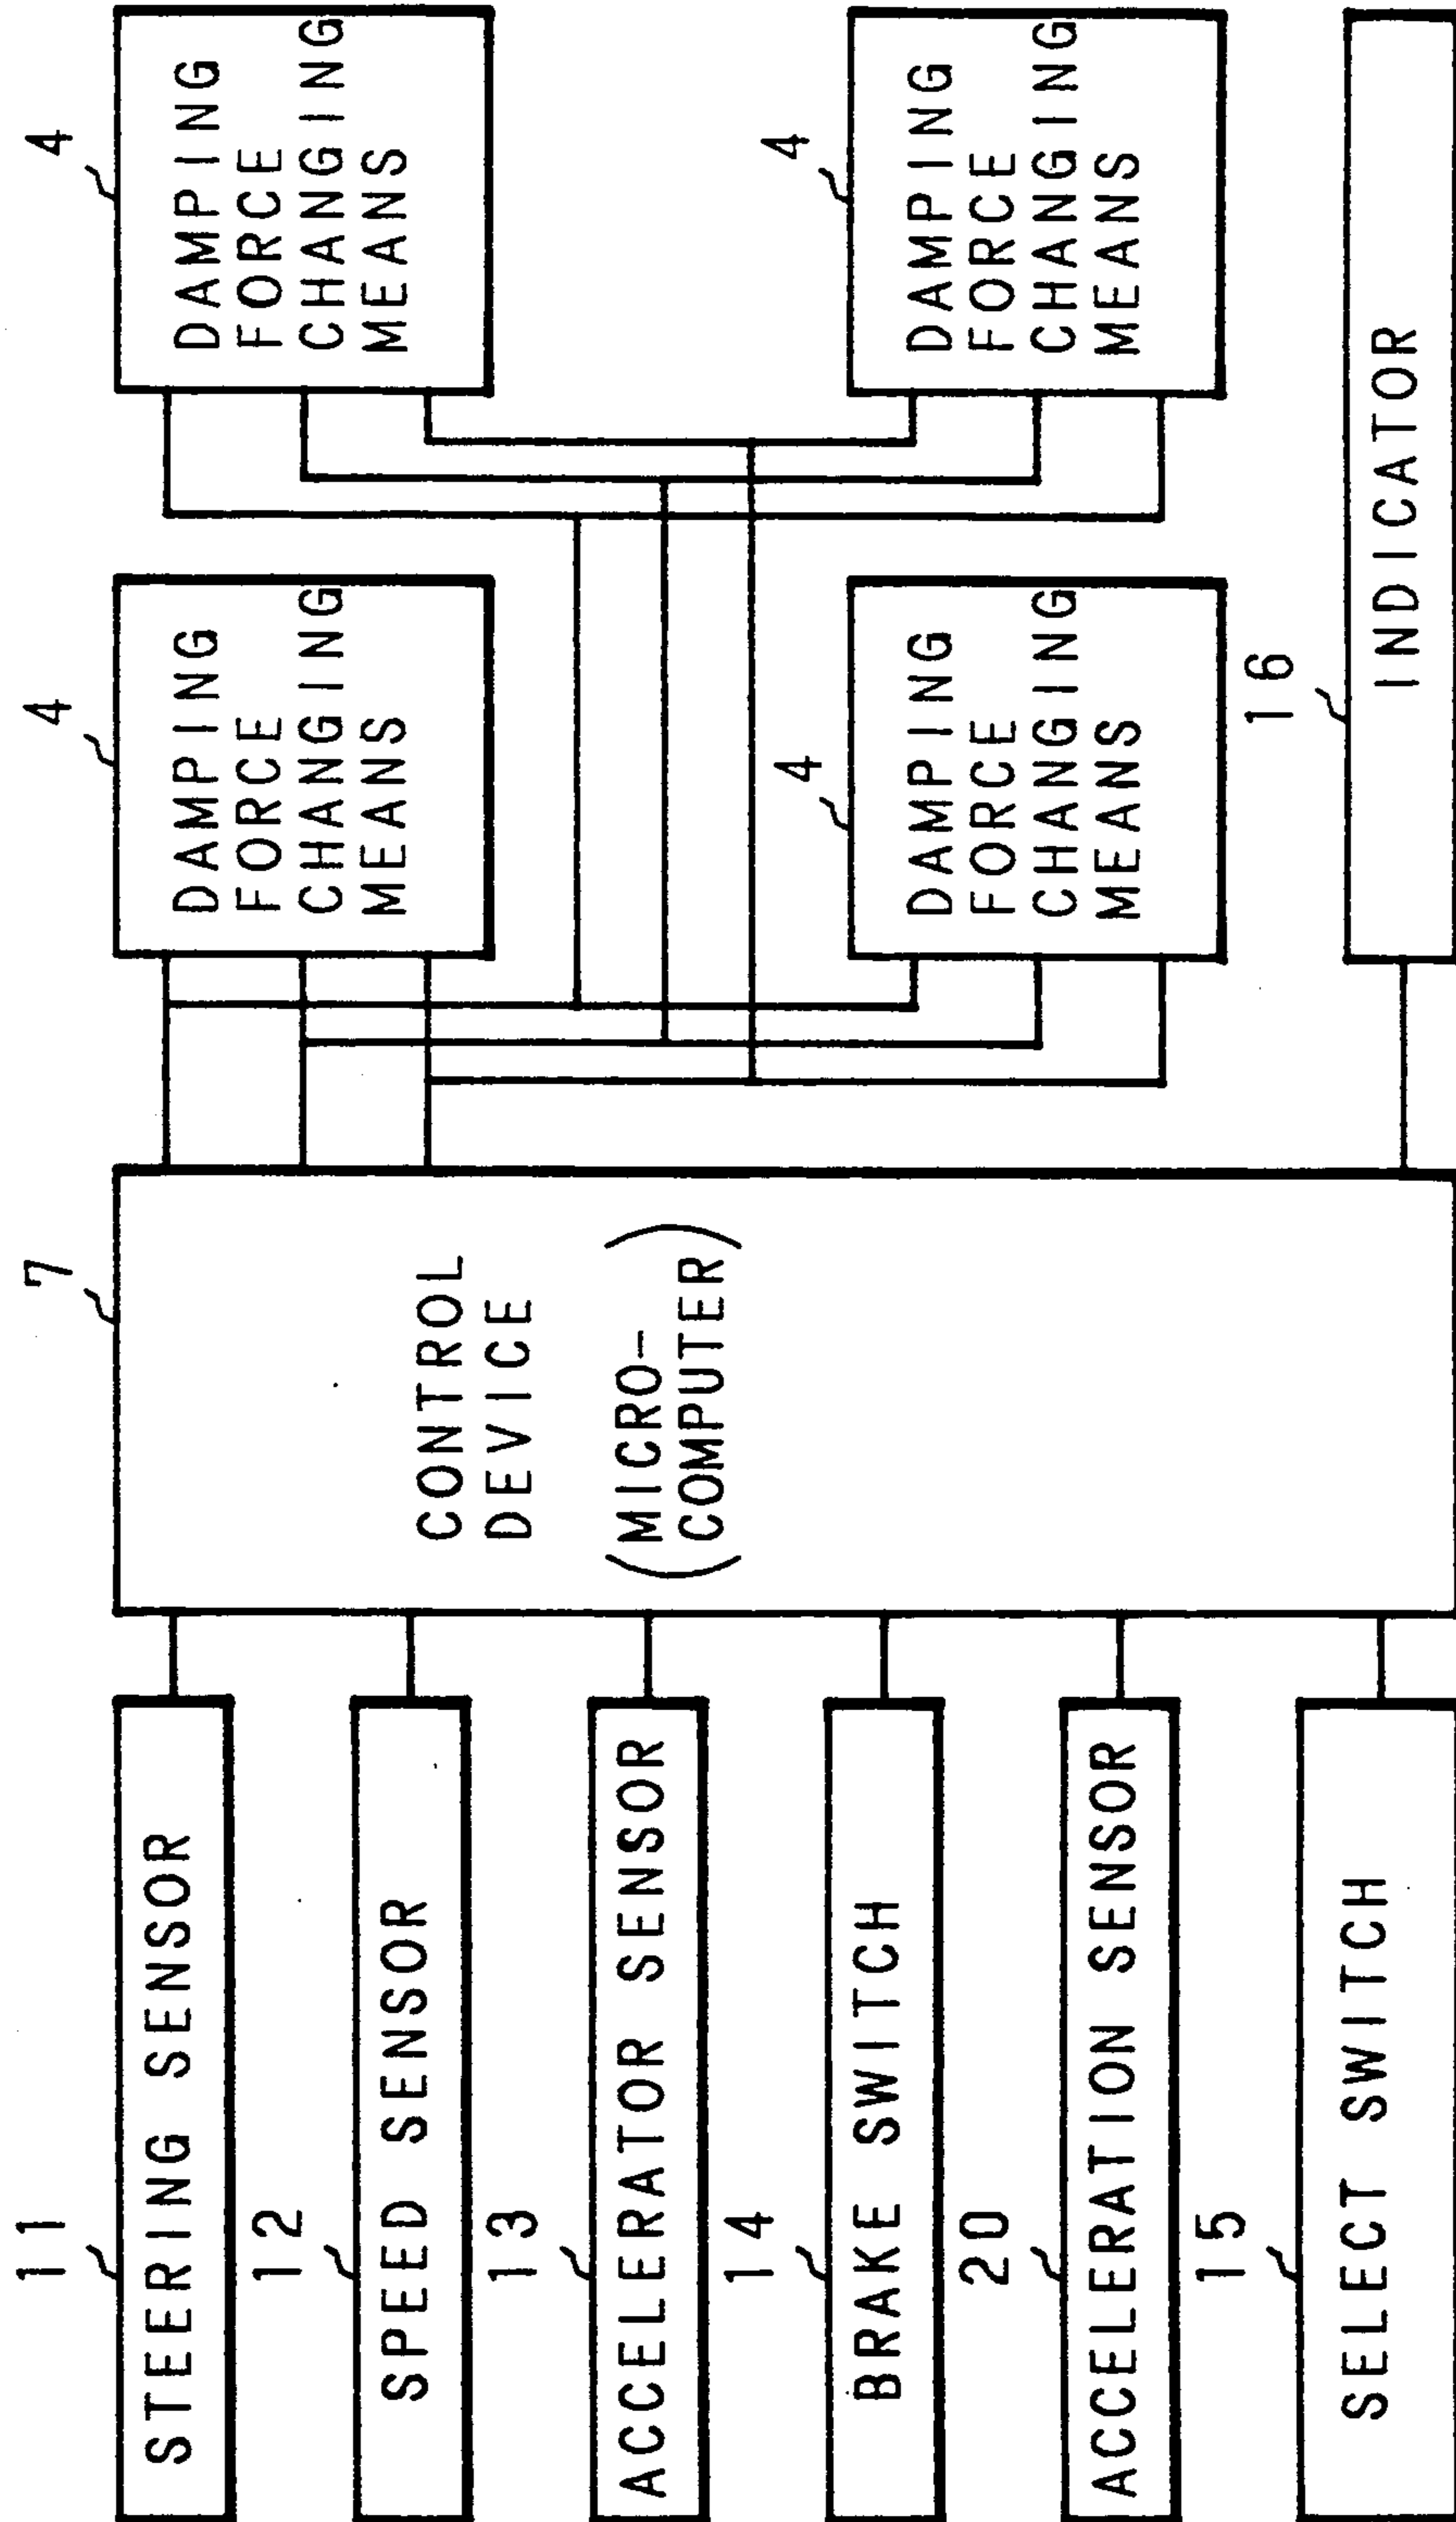 11
STEERING SENSOR
12
SPEED SENSOR
13
ACCELERATOR SENSOR
14
BRAKE SWITCH
20
ACCELERATION SENSOR
15
SELECT SWITCH
7
CONTROL
DEVICE
(MICRO-
COMPUTER)
4
DAMPING
FORCE
CHANGING
MEANS
4
DAMPING
FORCE
CHANGING
MEANS
4
DAMPING
FORCE
CHANGING
MEANS
4
DAMPING
FORCE
CHANGING
MEANS
16
INDICATOR